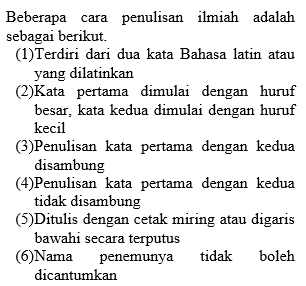 Beberapa cara penulisan ilmiah adalah
sebagai berikut.
(1)Terdiri dari dua kata Bahasa latin atau
yang dilatinkan
(2)Kata pertama dimulai dengan huruf
besar, kata kedua dimulai dengan huruf
kecil
(3)Penulisan kata pertama dengan kedua
disambung
(4)Penulisan kata pertama dengan kedua
tidak disambung
(5)Ditulis dengan cetak miring atau digaris
bawahi secara terputus
(6)Nama penemunya tidak boleh
dicantumkan